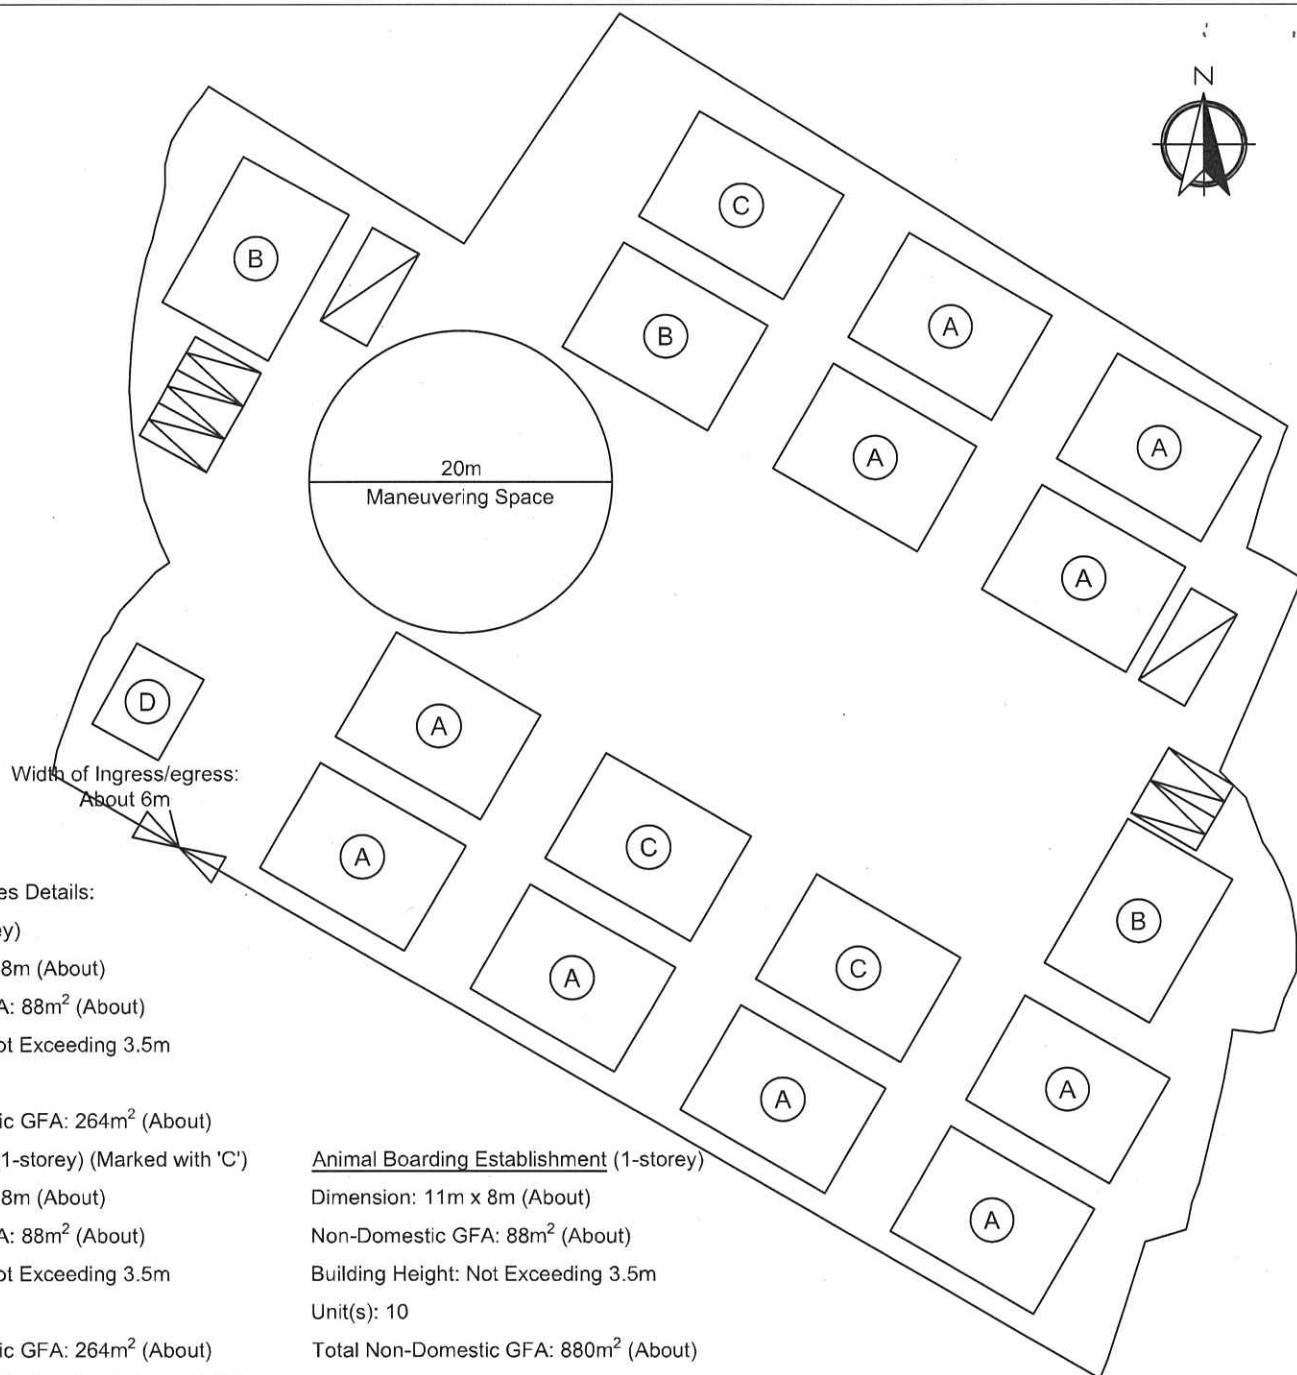 N
C
B
A
B
A
A
A
20m
Maneuvering Space
A
D
A
Width of Ingress/egress:
About 6m
C
A
B
C
A
A
A
A
es Details:
ey)
8m (About)
A: 88m² (About)
ot Exceeding 3.5m
ic GFA: 264m² (About)
(1-storey) (Marked with 'C')
8m (About)
A: 88m² (About)
ot Exceeding 3.5m
ic GFA: 264m² (About)
Animal Boarding Establishment (1-storey)
Dimension: 11m x 8m (About)
Non-Domestic GFA: 88m² (About)
Building Height: Not Exceeding 3.5m
Unit(s): 10
Total Non-Domestic GFA: 880m² (About)